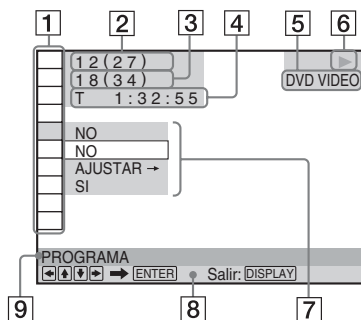 1 2 3 4 5 6
12(27)
18(34)
T 1:32:55
DVD VIDEO
NO
NO
AJUSTAR →
SI
PROGRAMA
ENTER Salir: DISPLAY
9 8 7